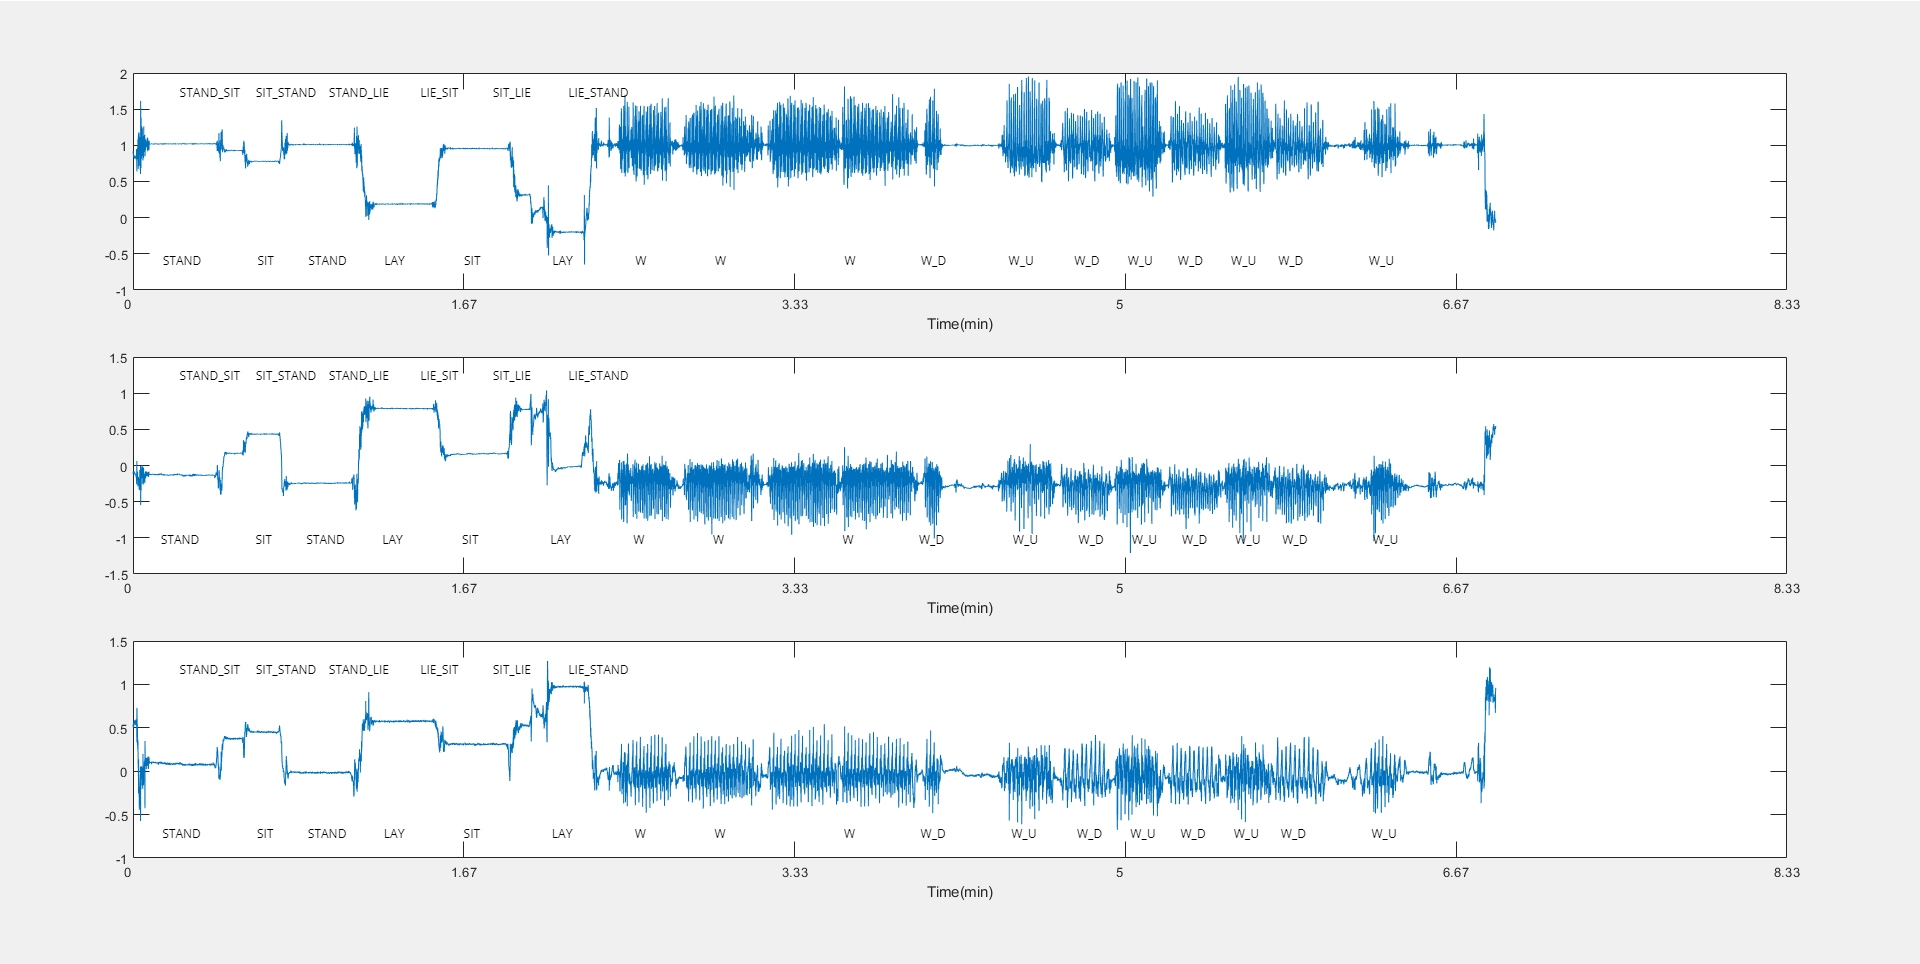 2
STAND_SIT SIT_STAND STAND_LIE LIE_SIT SIT_LIE LIE_STAND
1.5
1
0.5
0
-0.5
STAND SIT STAND LAY SIT LAY W W W W_D W_U W_D W_U W_D W_U W_D W_U
-1
0 1.67 3.33 5 6.67 8.33
Time(min)
1.5
STAND_SIT SIT_STAND STAND_LIE LIE_SIT SIT_LIE LIE_STAND
1
0.5
0
-0.5
-1
STAND SIT STAND LAY SIT LAY W W W W_D W_U W_D W_U W_D W_U W_D W_U
-1.5
0 1.67 3.33 5 6.67 8.33
Time(min)
1.5
STAND_SIT SIT_STAND STAND_LIE LIE_SIT SIT_LIE LIE_STAND
1
0.5
0
-0.5
STAND SIT STAND LAY SIT LAY W W W W_D W_U W_D W_U W_D W_U W_D W_U
-1
0 1.67 3.33 5 6.67 8.33
Time(min)